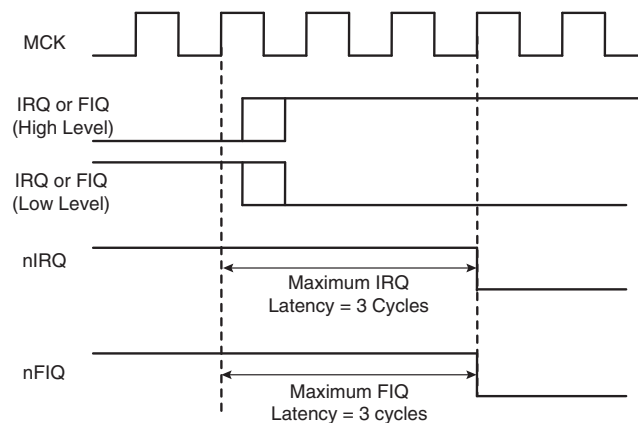 MCK
IRQ or FIQ
(High Level)
IRQ or FIQ
(Low Level)
nIRQ
Maximum IRQ
Latency = 3 Cycles
nFIQ
Maximum FIQ
Latency = 3 cycles